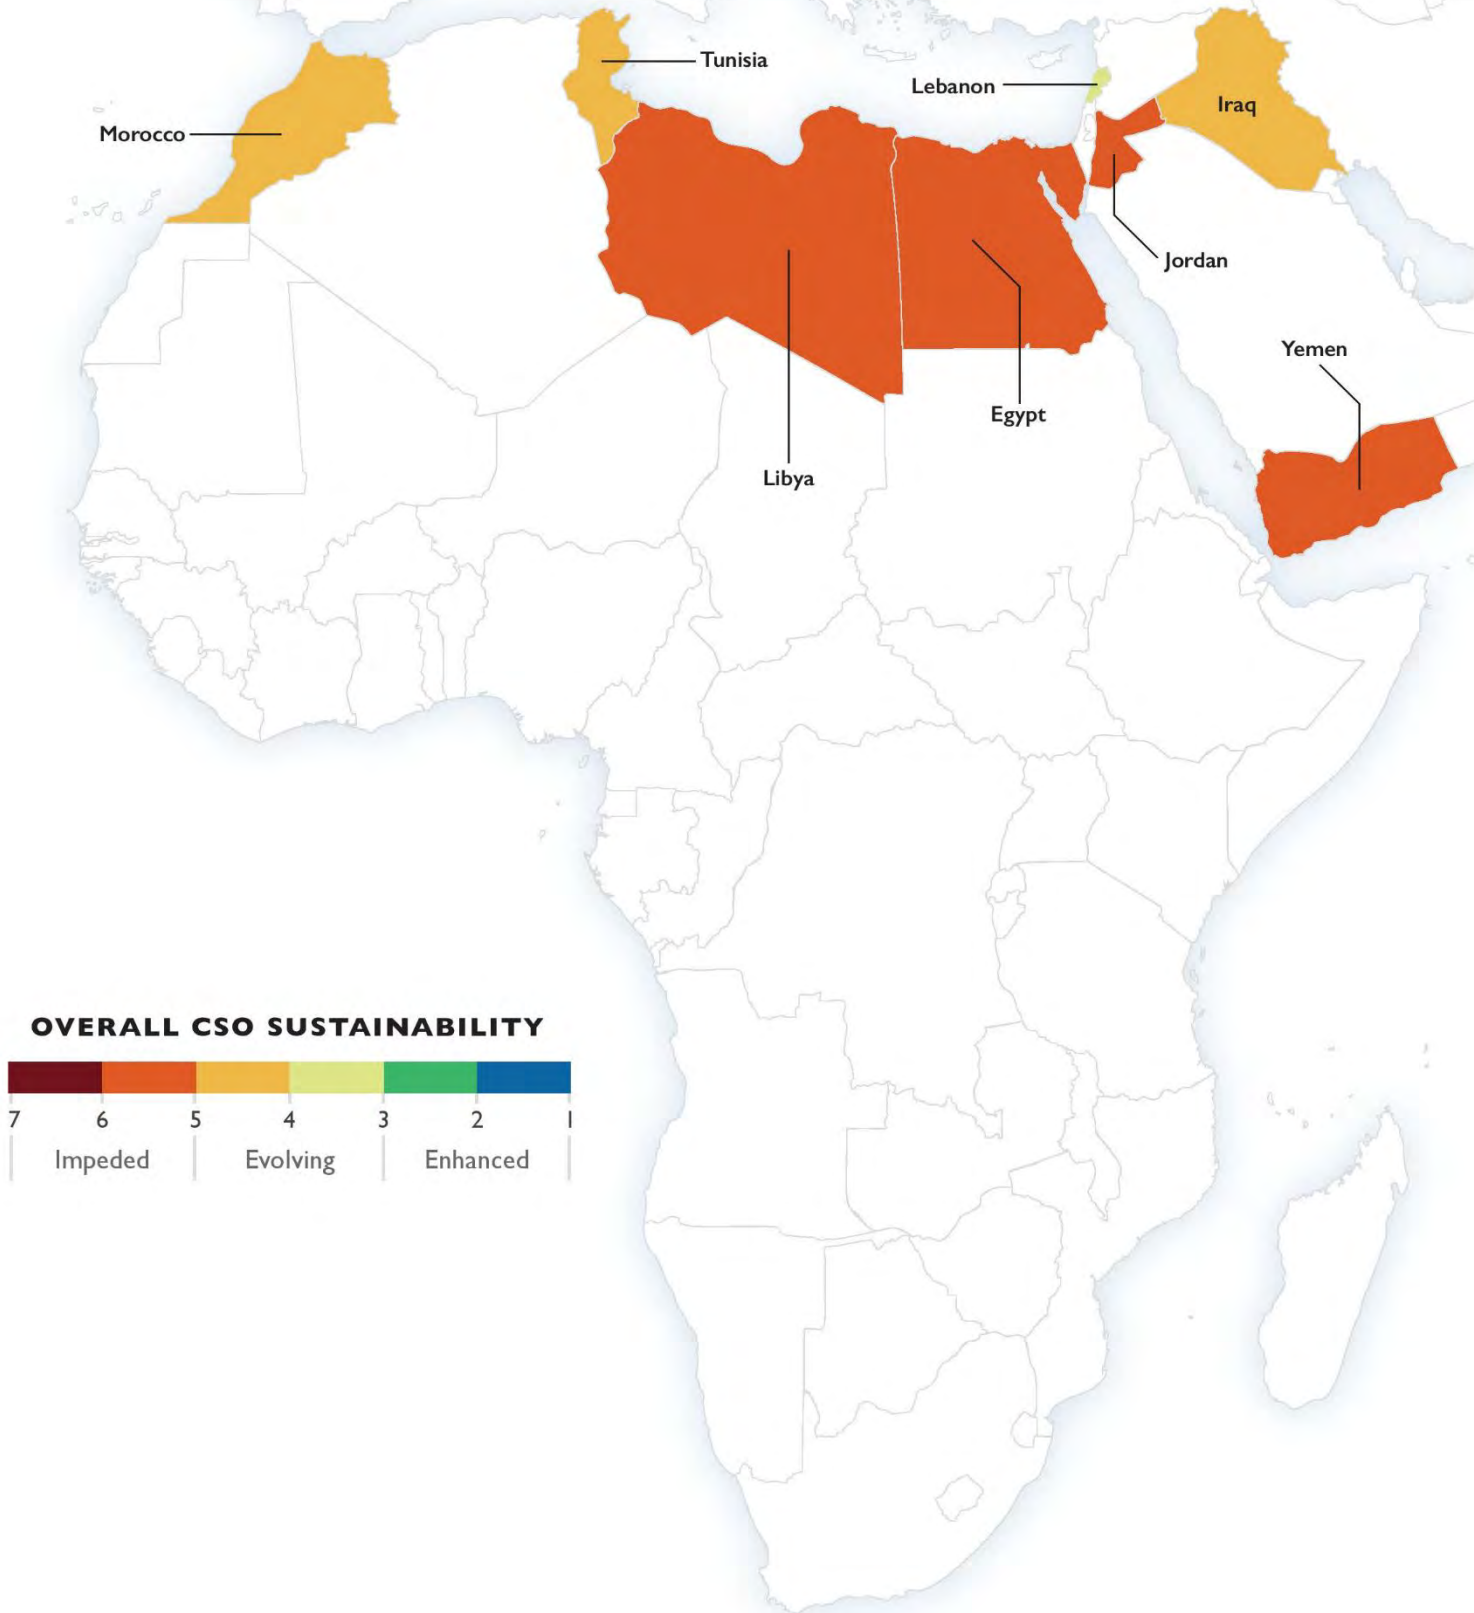 Tunisia
Lebanon
Iraq
Morocco
Jordan
Yemen
Egypt
Libya
OVERALL CSO SUSTAINABILITY
7 6 5 4 3 2 1
Impeded Evolving Enhanced